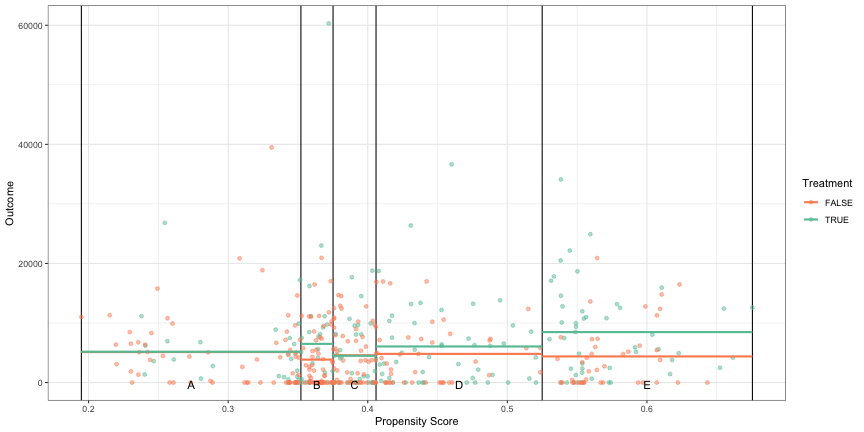 60000
40000
20000
0
Outcome
A
B
C
D
E
0.2
0.3
0.4
0.5
0.6
Propensity Score
Treatment
FALSE
TRUE